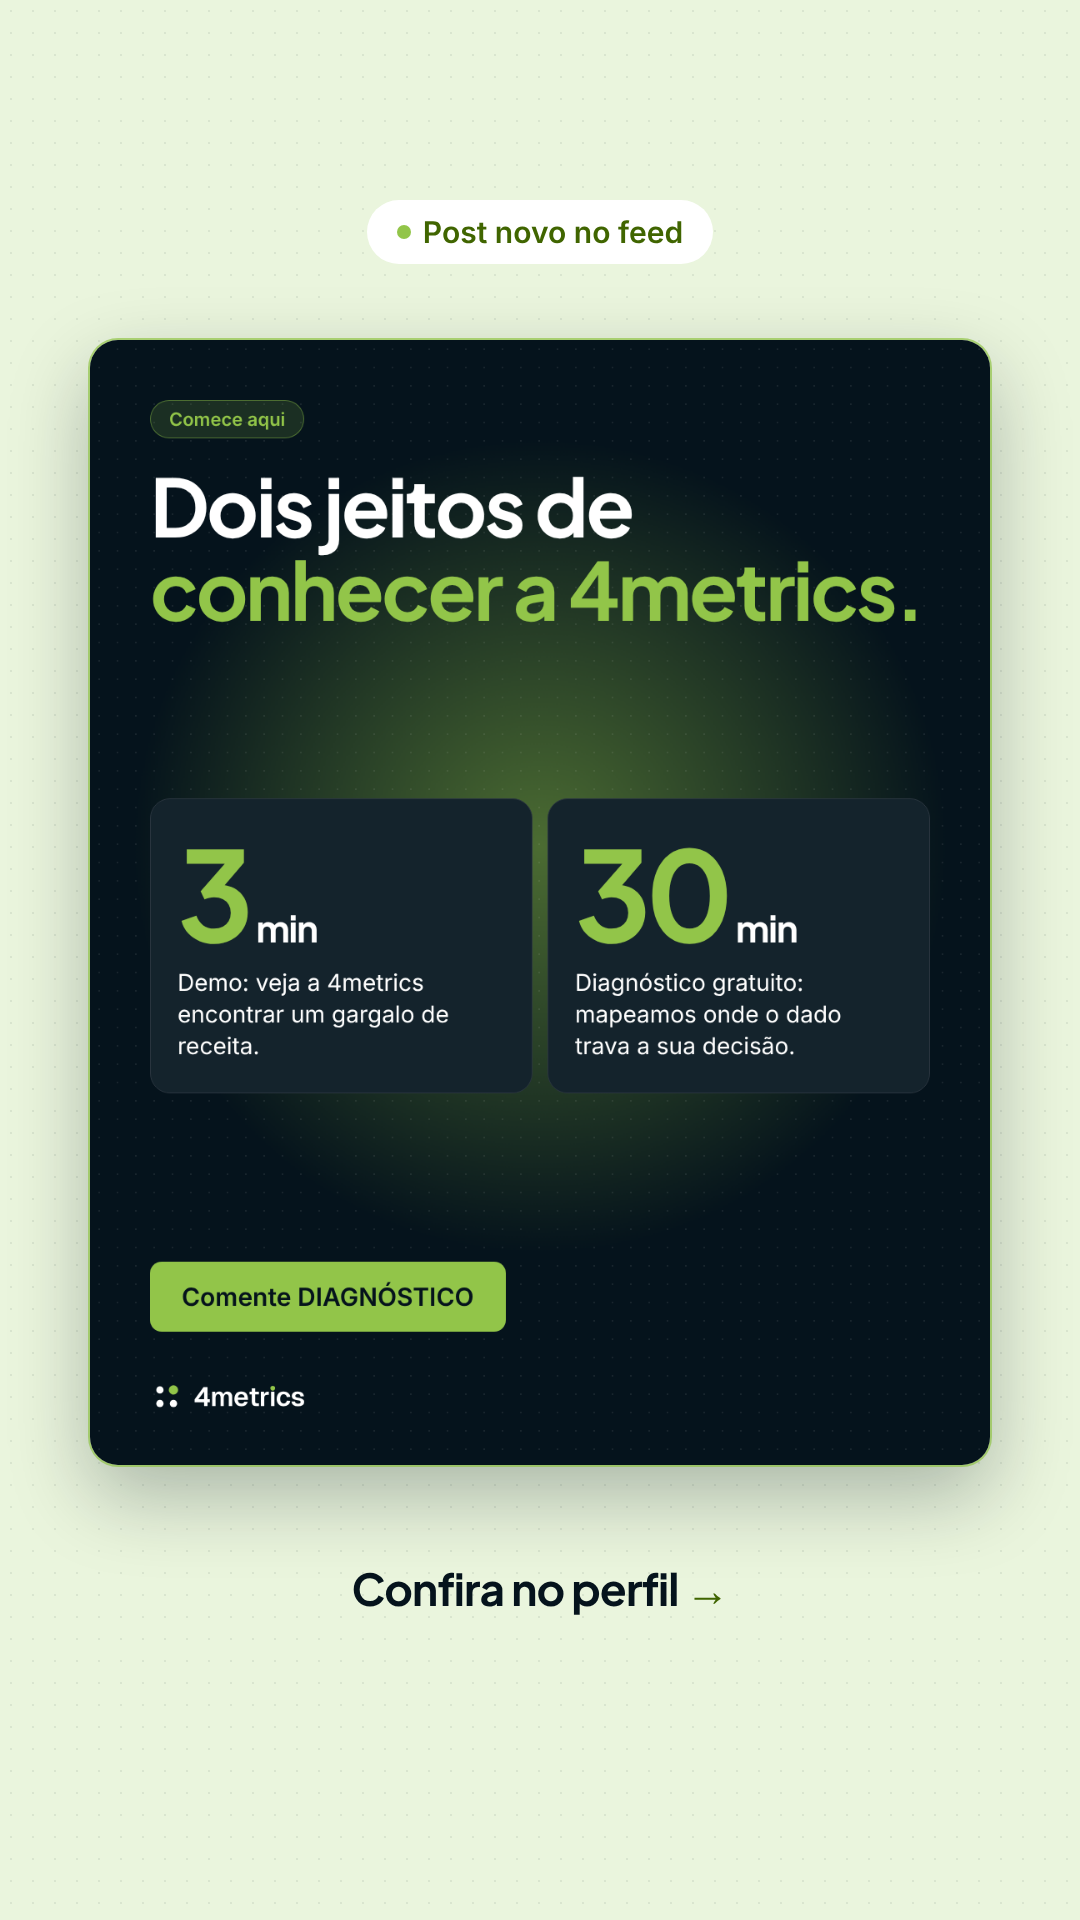 Post novo no feed
Comece aqui
Dois jeitos de
conhecer a 4metrics.
3 min
Demo: veja a 4metrics
encontrar um gargalo de
receita.
30 min
Diagnóstico gratuito:
mapeamos onde o dado
trava a sua decisão.
Comente DIAGNÓSTICO
4metrics
Confira no perfil →